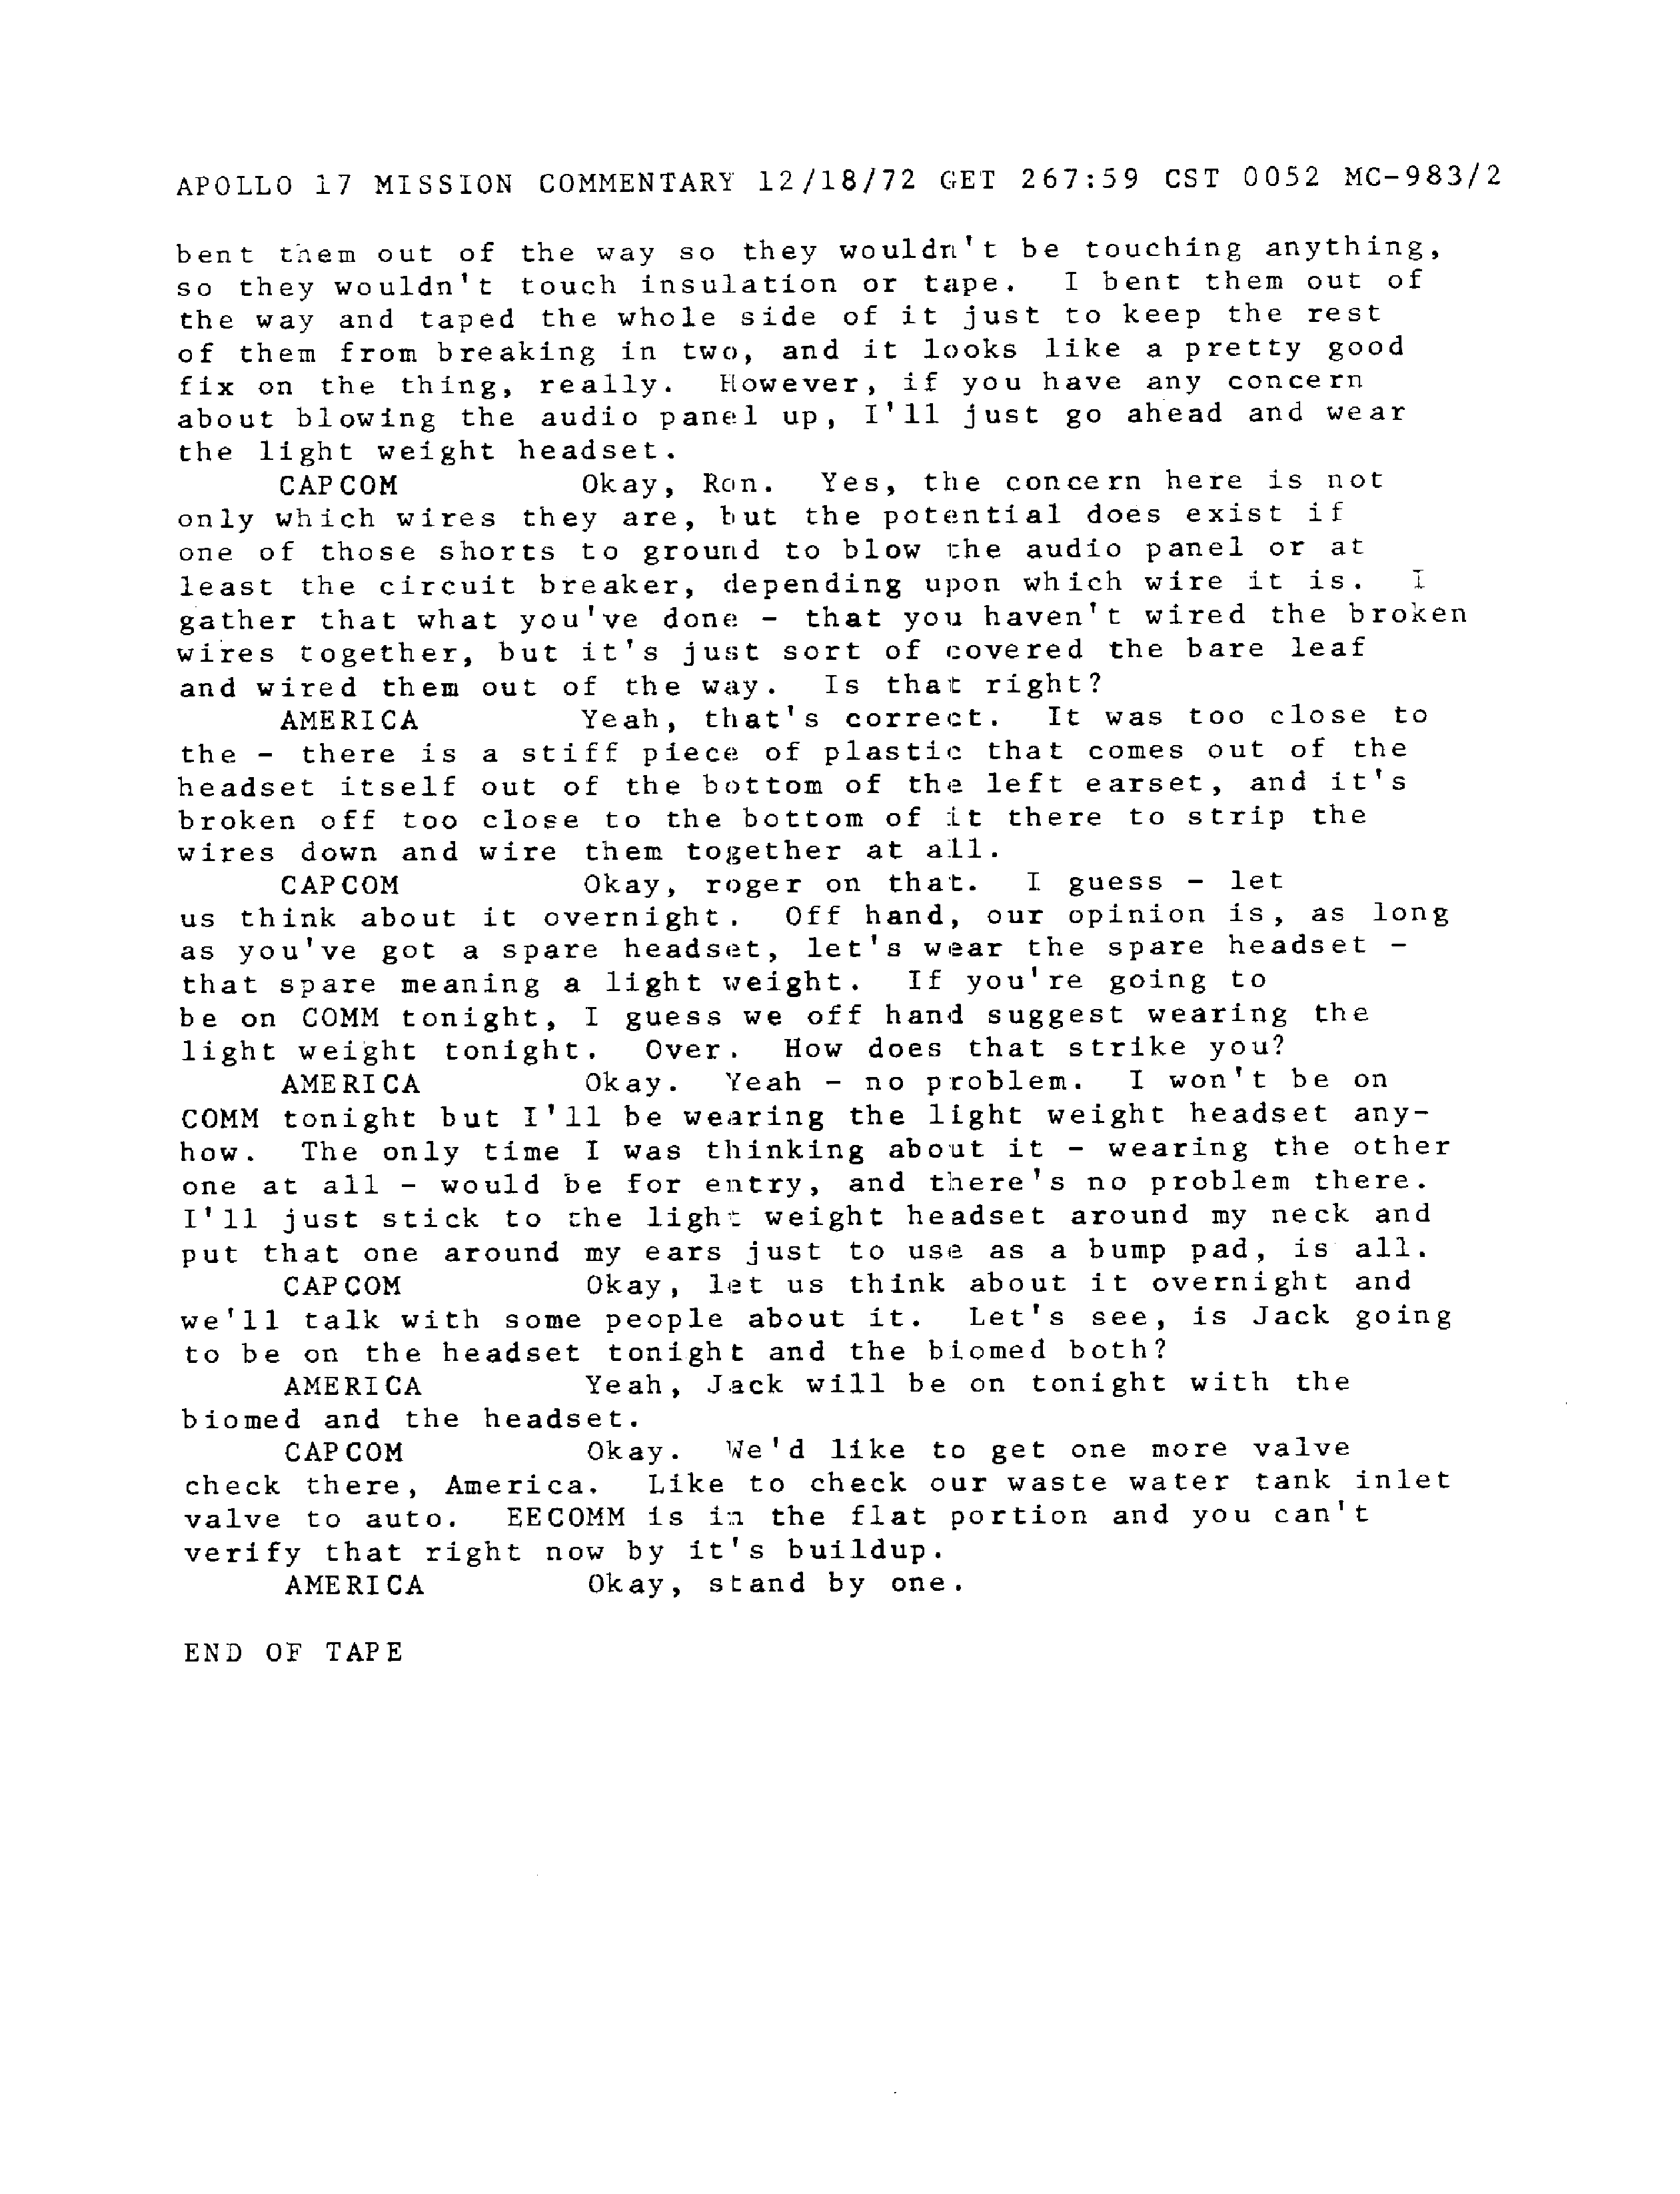 APOLLO 17 MISSION COMMENTARY 12/18/72 GET 267:59 CST 0052 MC-983/2
bent them out of the way so they wouldn't be touching anything,
so they wouldn't touch insulation or tape. I bent them out of
the way and taped the whole side of it just to keep the rest
of them from breaking in two, and it looks like a pretty good
fix on the thing, really. However, if you have any concern
about blowing the audio panel up, I'll just go ahead and wear
the light weight headset.
CAPCOM Okay, Ron. Yes, the concern here is not
only which wires they are, but the potential does exist if
one of those shorts to ground to blow the audio panel or at
least the circuit breaker, depending upon which wire it is. I
gather that what you've done - that you haven't wired the broken
wires together, but it's just sort of covered the bare leaf
and wired them out of the way. Is that right?
AMERICA Yeah, that's correct. It was too close to
the - there is a stiff piece of plastic that comes out of the
headset itself out of the bottom of the left earset, and it's
broken off too close to the bottom of it there to strip the
wires down and wire them together at all.
CAPCOM Okay, roger on that. I guess - let
us think about it overnight. Off hand, our opinion is, as long
as you've got a spare headset, let's wear the spare headset -
that spare meaning a light weight. If you're going to
be on COMM tonight, I guess we off hand suggest wearing the
light weight tonight. Over. How does that strike you?
AMERICA Okay. Yeah - no problem. I won't be on
COMM tonight but I'll be wearing the light weight headset any-
how. The only time I was thinking about it - wearing the other
one at all - would be for entry, and there's no problem there.
I'll just stick to the light weight headset around my neck and
put that one around my ears just to use as a bump pad, is all.
CAPCOM Okay, let us think about it overnight and
we'll talk with some people about it. Let's see, is Jack going
to be on the headset tonight and the biomed both?
AMERICA Yeah, Jack will be on tonight with the
biomed and the headset.
CAPCOM Okay. We'd like to get one more valve
check there, America. Like to check our waste water tank inlet
valve to auto. EECOMM is in the flat portion and you can't
verify that right now by it's buildup.
AMERICA Okay, stand by one.
END OF TAPE